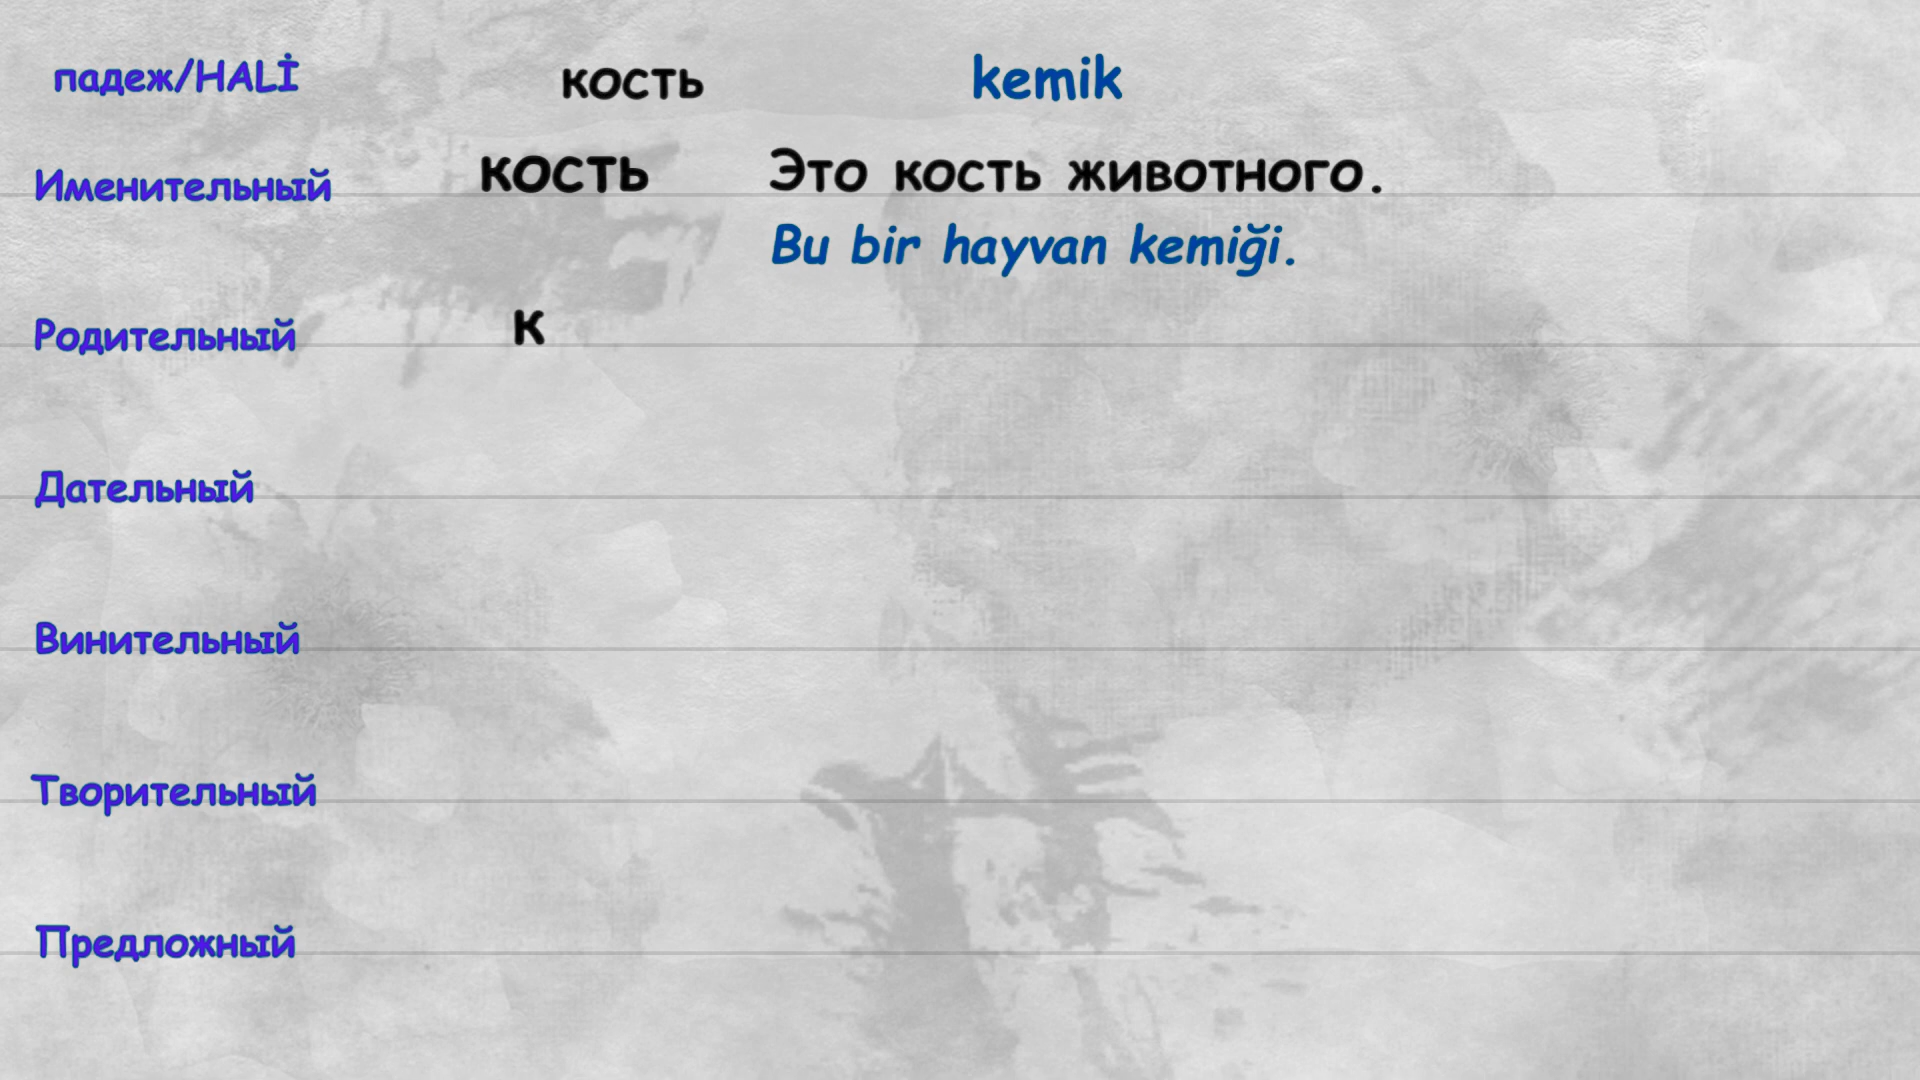 падеж/HALİ кость kemik
Именительный кость Это кость животного.
Bu bir hayvan kemiği.
Родительный к
Дательный
Винительный
Творительный
Предложный